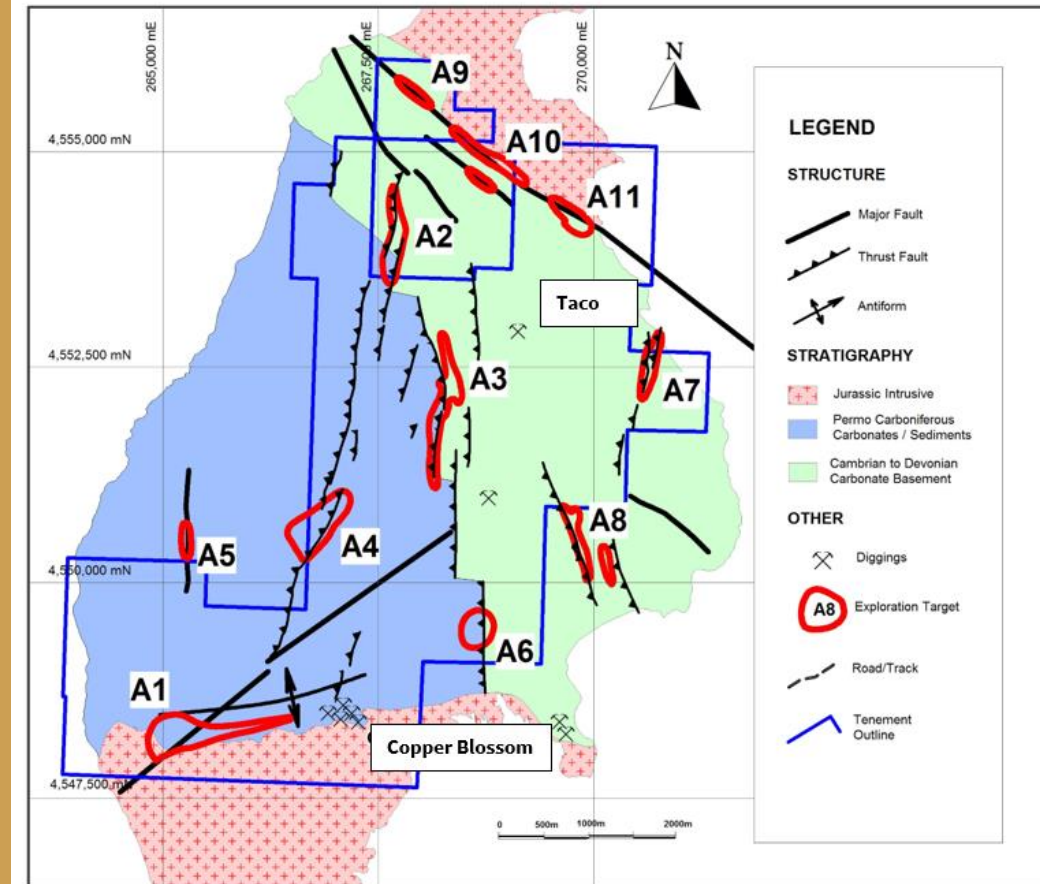 265,000 mE
267,500 mE
270,000 mE
4,555,000 mN
4,552,500 mN
4,550,000 mN
4,547,500 mN
N
A9
A10
A11
A2
Taco
A3
A7
A8
A5
A4
A6
A1
Copper Blossom
0 500m 1000m 2000m
LEGEND
STRUCTURE
Major Fault
Thrust Fault
Antiform
STRATIGRAPHY
Jurassic Intrusive
Permo Carboniferous
Carbonates / Sediments
Cambrian to Devonian
Carbonate Basement
OTHER
Diggings
A8
Exploration Target
Road/Track
Tenement
Outline